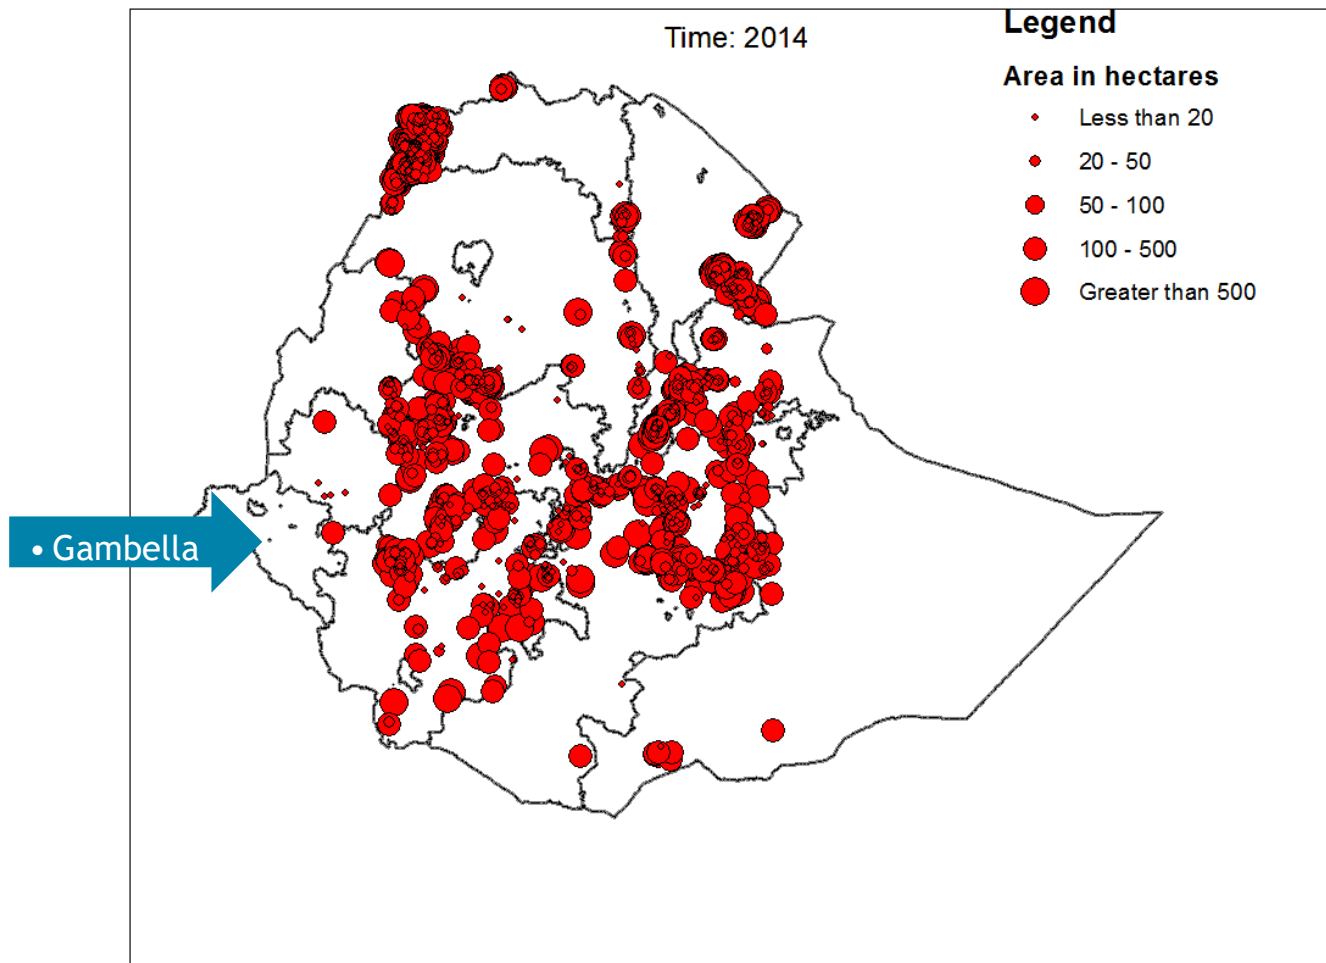 Time: 2014
Legend
Area in hectares
Less than 20
20 - 50
50 - 100
100 - 500
Greater than 500
• Gambella